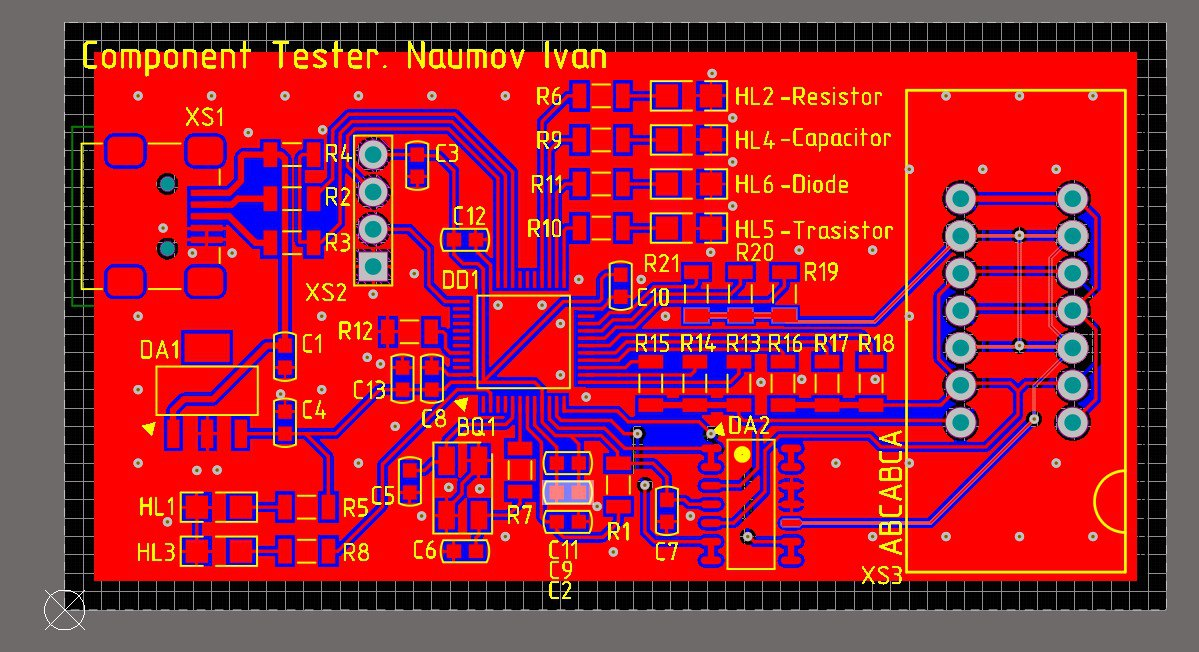 Component Tester. Naumov Ivan
XS1
R6
HL2 -Resistor
R9
HL4 -Capacitor
R4
C3
R11
HL6 -Diode
R2
R10
HL5 -Trasistor
C12
R3
R20
R21
R19
DD1
C10
XS2
R12
R15 R14 R13 R16 R17 R18
DA1
C1
C13
C4
C8
BQ1
DA2
HL1
R5
C5
R7
R1
HL3
R8
C6
C11
C7
C9
C2
ABCABCA
XS3